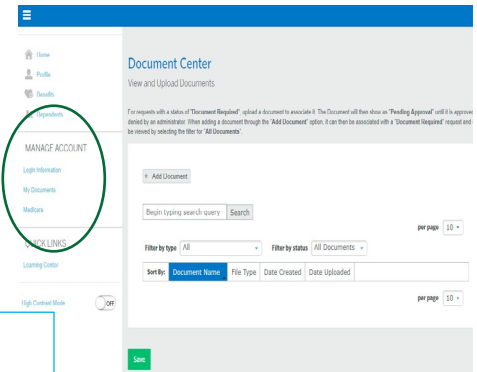 Home
Profile
Benefits
Dependents
MANAGE ACCOUNT
Login Information
My Documents
Medicare
QUICK LINKS
Learning Center
High Contrast Mode OFF
Document Center
View and Upload Documents
For requests with a status of "Document Required", upload a document to associate it. The Document will then show as "Pending Approval" until it is approve
denied by an administrator. When adding a document through the "Add Document" option, it can then be associated with a "Document Required" request and
be viewed by selecting the filter for "All Documents".
+ Add Document
Begin typing search query Search
per page 10
Filter by type All Filter by status All Documents
Sort By: Document Name File Type Date Created Date Uploaded
per page 10
Save